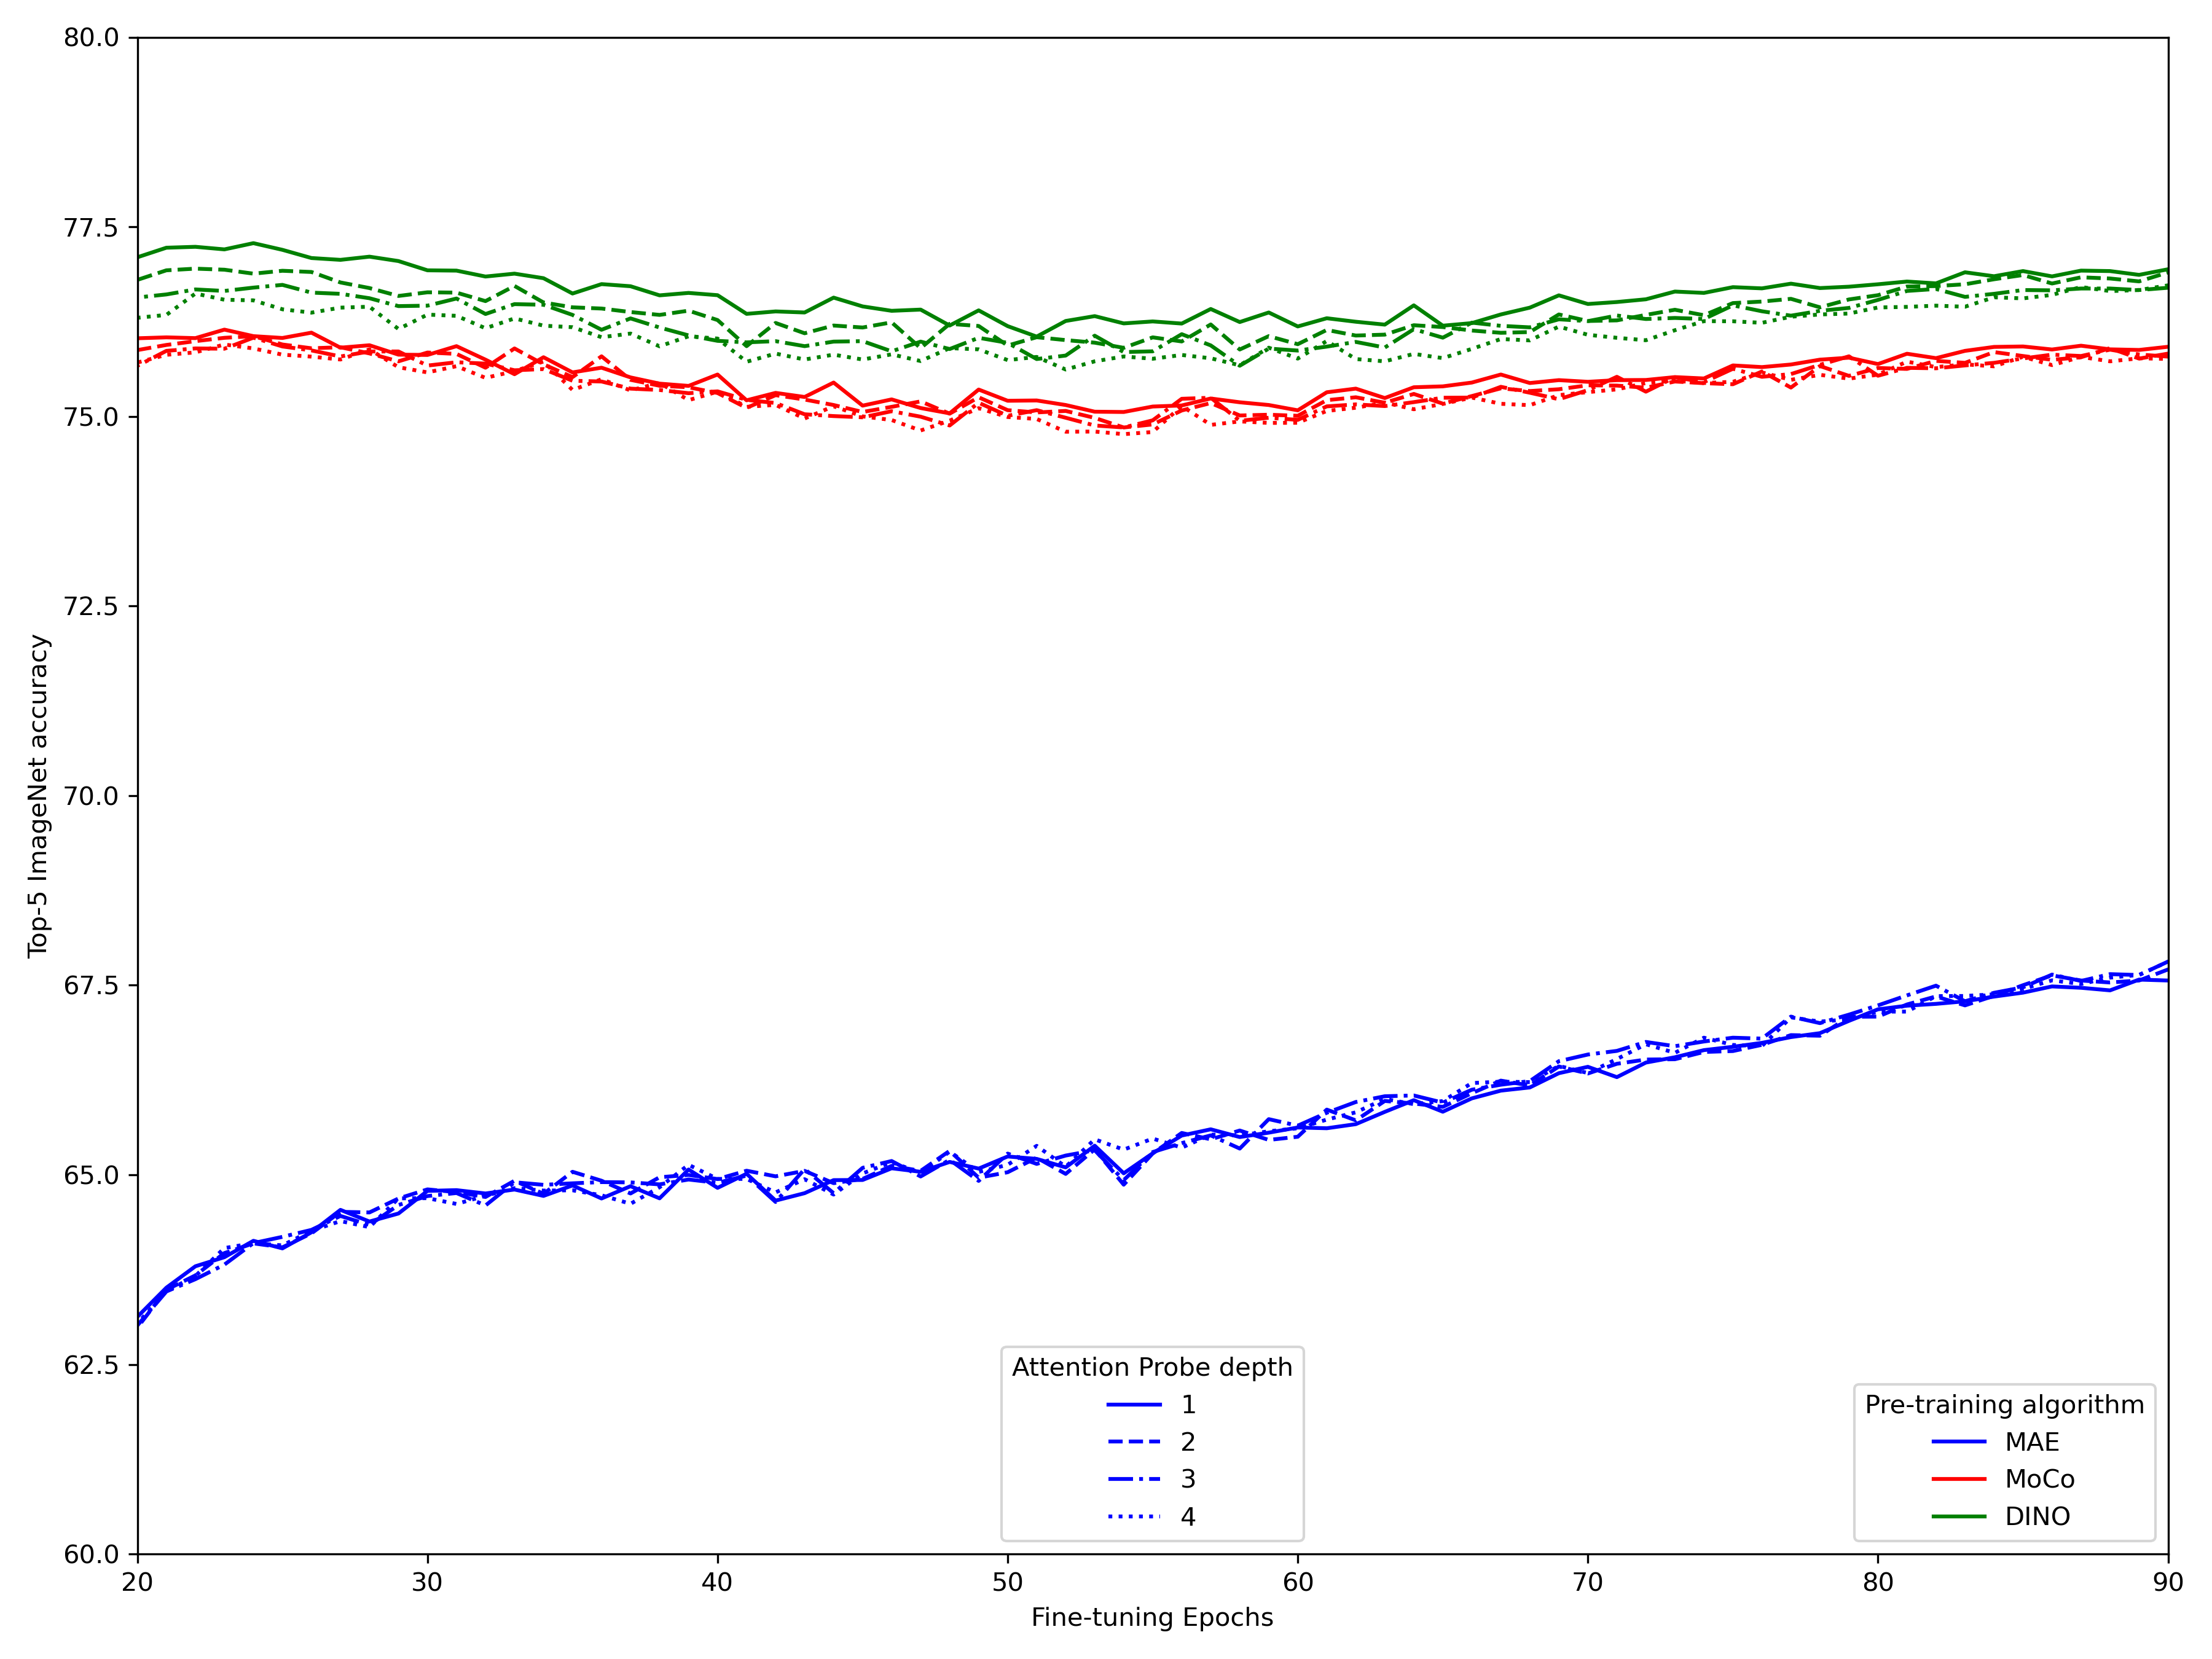 80.0
77.5
75.0
72.5
70.0
67.5
65.0
62.5
60.0
Top-5 ImageNet accuracy
20 30 40 50 60 70 80 90
Fine-tuning Epochs
Attention Probe depth
1
2
3
4
Pre-training algorithm
MAE
MoCo
DINO